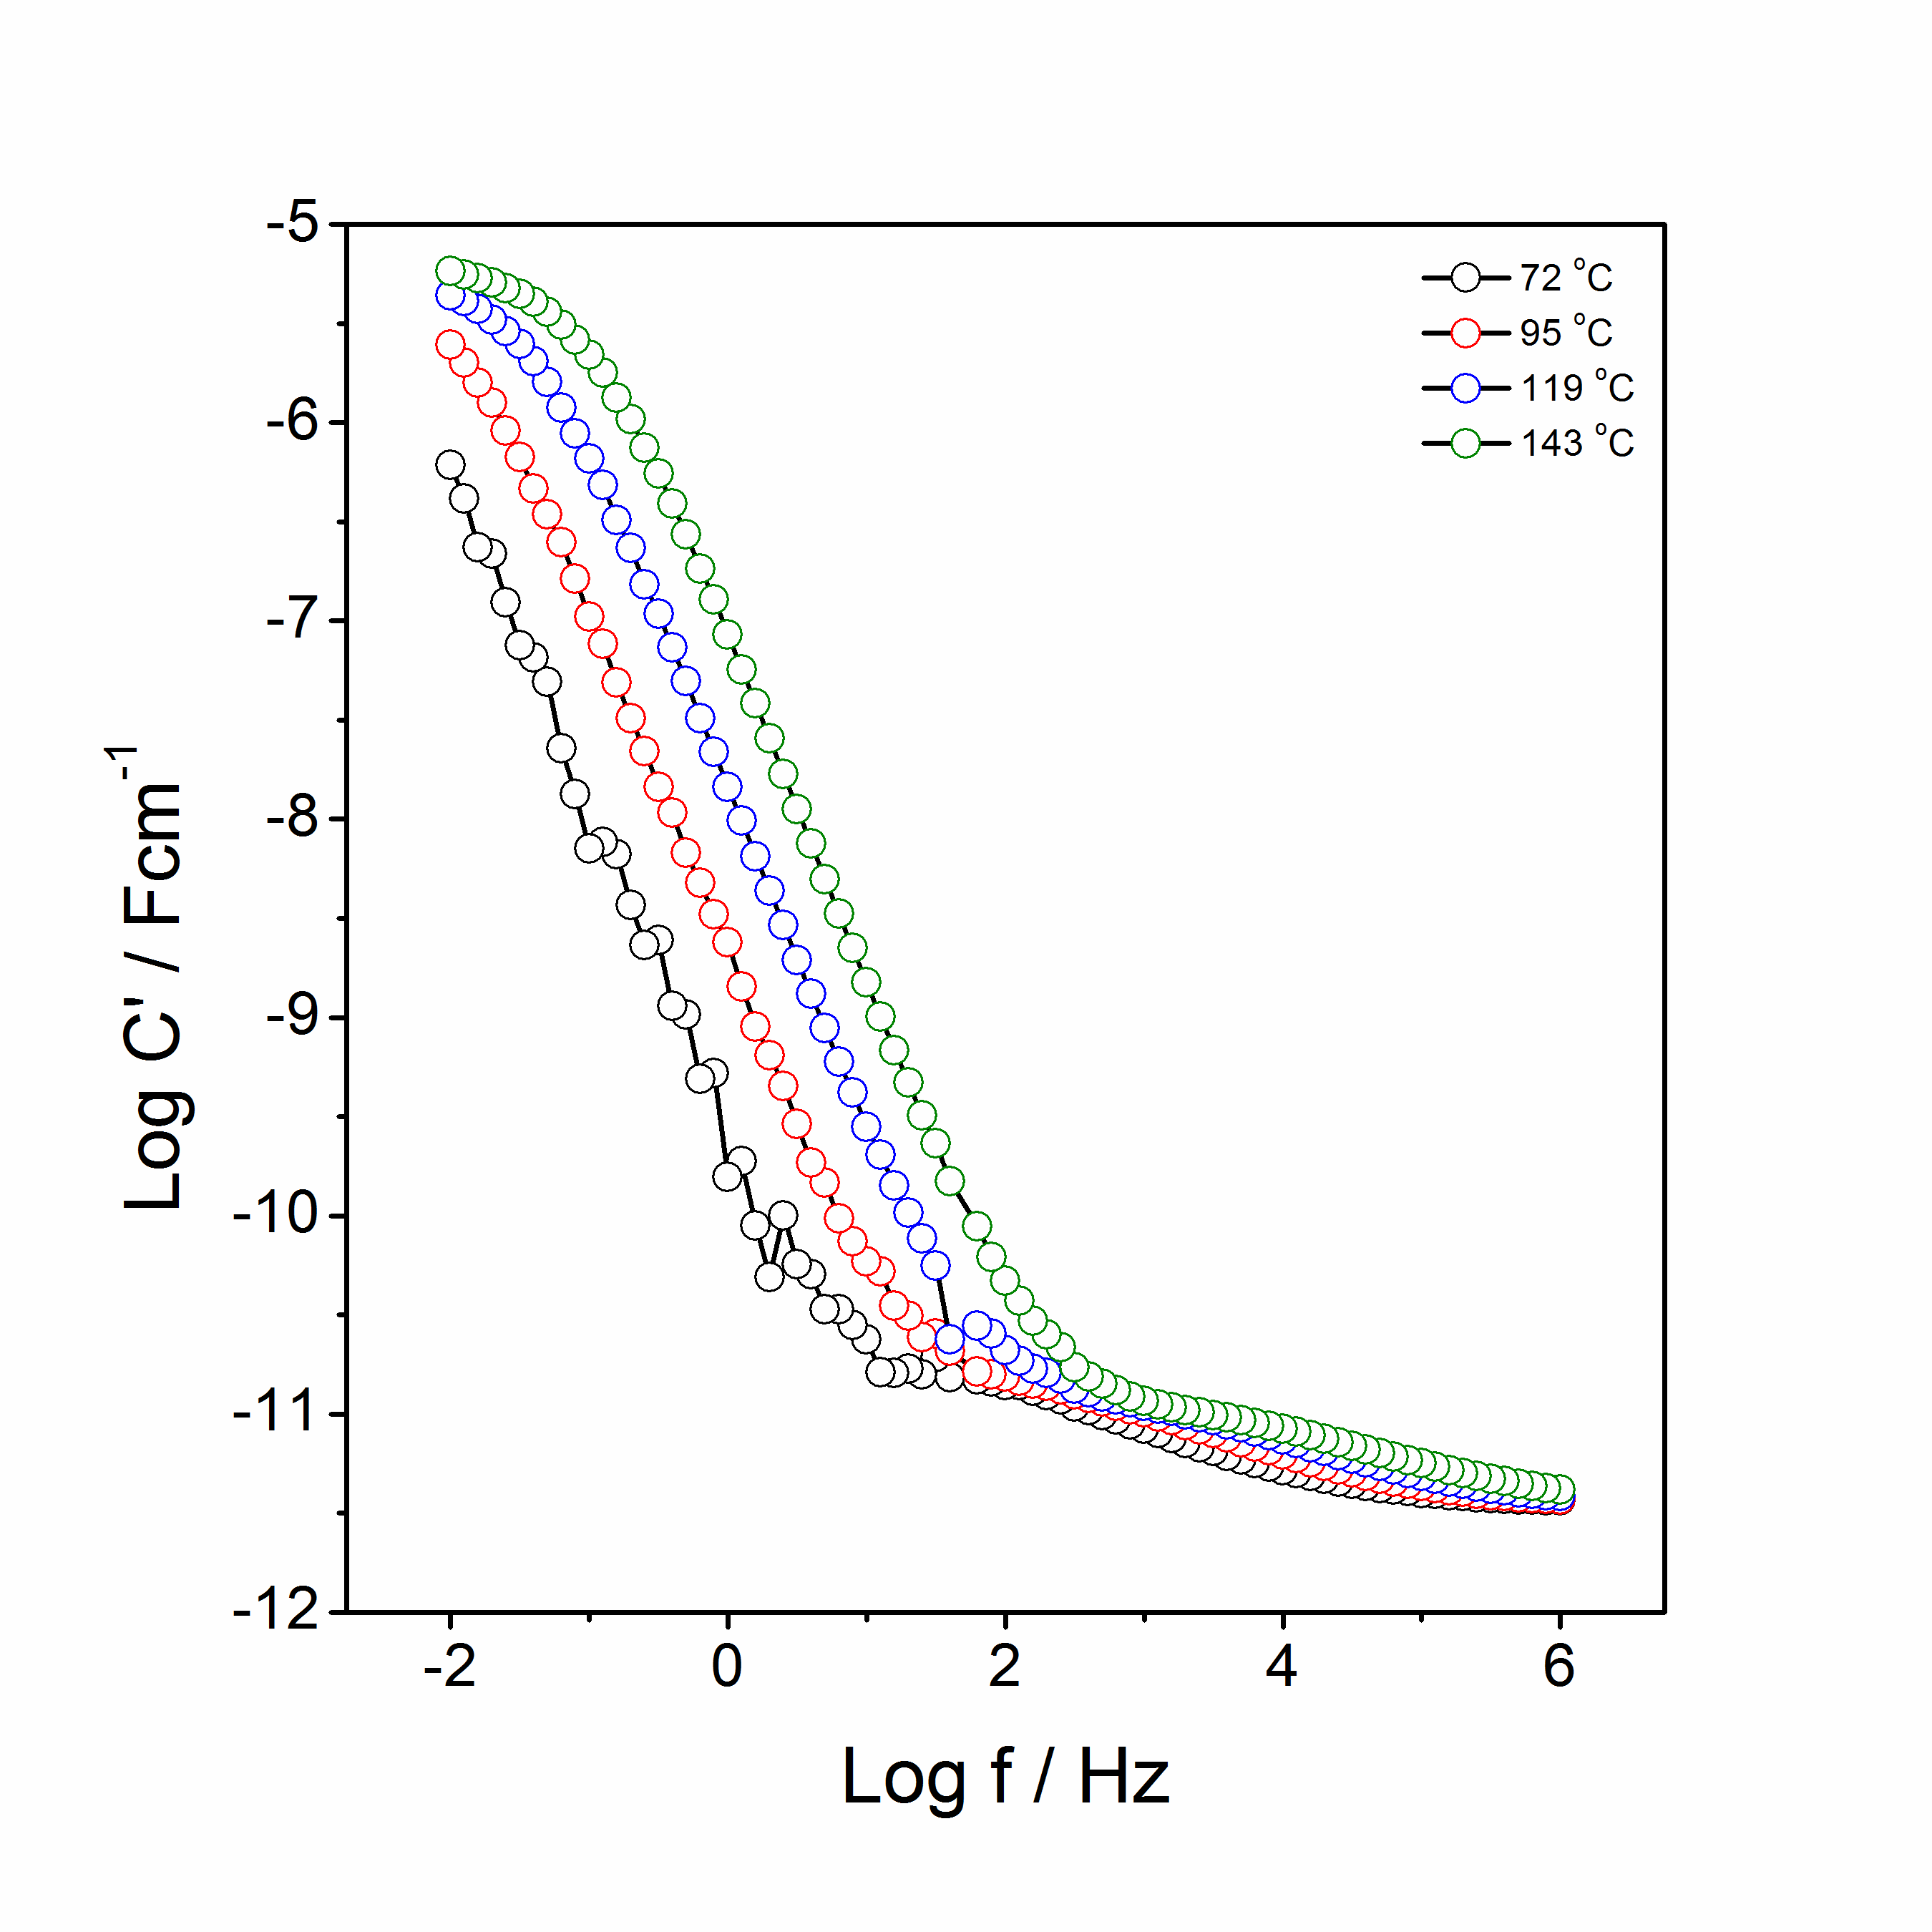 -5
-6
-7
-8
-9
-10
-11
-12
-2 0 2 4 6
Log C' / Fcm⁻¹
Log f / Hz
72 °C
95 °C
119 °C
143 °C